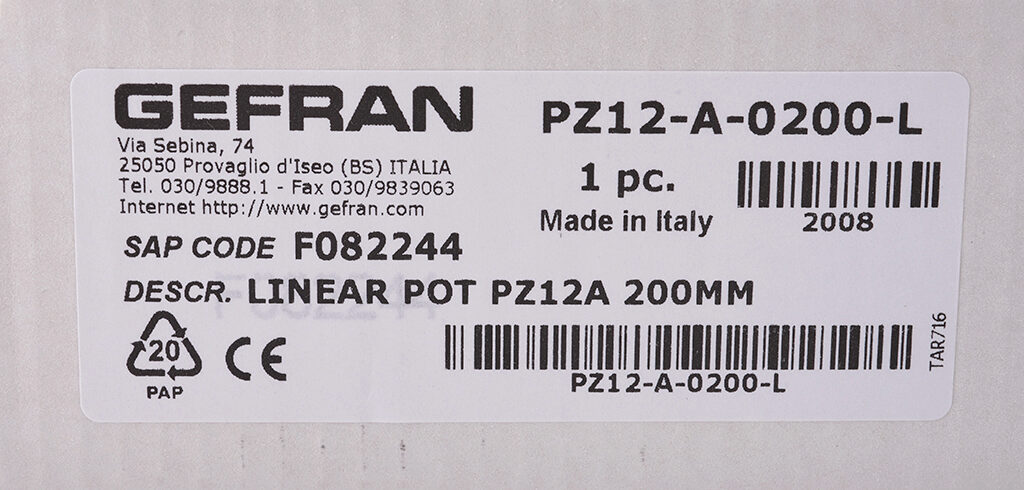 GEFRAN
Via Sebina, 74
25050 Provaglio d'Iseo (BS) ITALIA
Tel. 030/9888.1 - Fax 030/9839063
Internet http://www.gefran.com
PZ12-A-0200-L
1 pc.
Made in Italy
2008
SAP CODE F082244
DESCR. LINEAR POT PZ12A 200MM
20
PAP
CE
PZ12-A-0200-L
TAR716